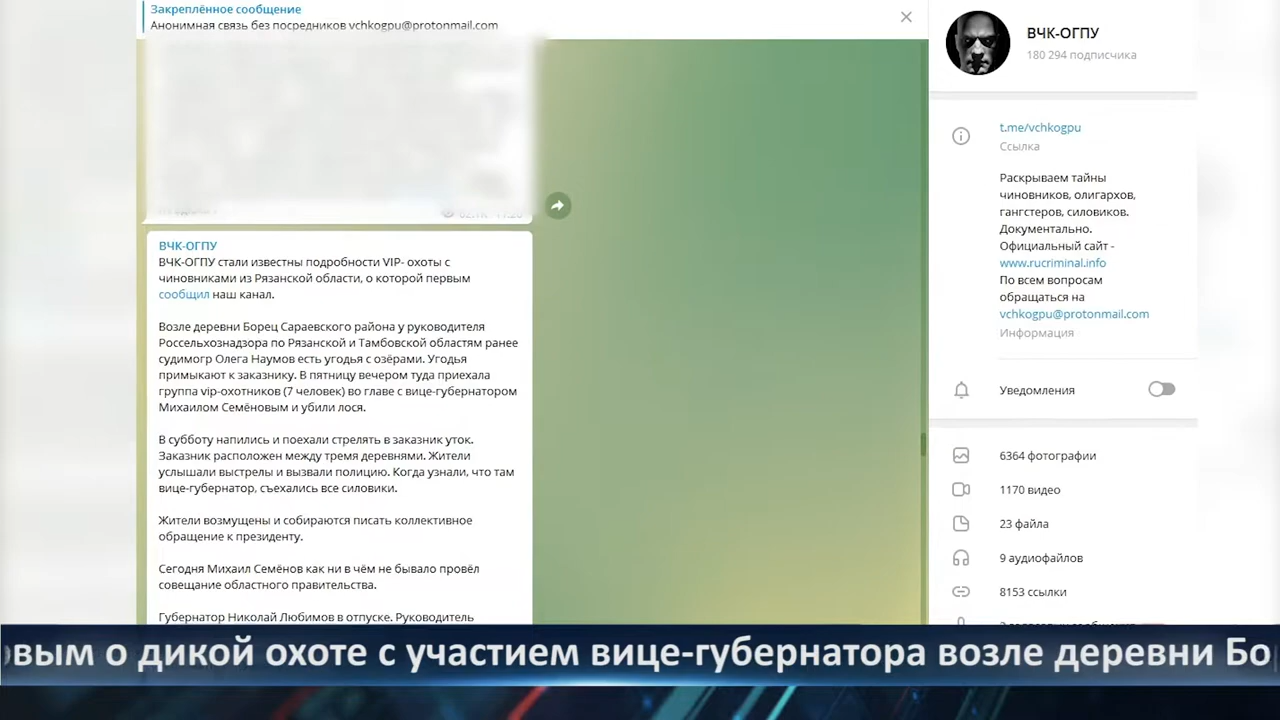 Закреплённое сообщение
Анонимная связь без посредников vchkogpu@protonmail.com
ВЧК-ОГПУ
ВЧК-ОГПУ стали известны подробности VIP- охоты с
чиновниками из Рязанской области, о которой первым
сообщил наш канал.
Возле деревни Борец Сараевского района у руководителя
Россельхознадзора по Рязанской и Тамбовской областям ранее
судимогр Олега Наумов есть угодья с озёрами. Угодья
примыкают к заказнику. В пятницу вечером туда приехала
группа vip-охотников (7 человек) во главе с вице-губернатором
Михаилом Семёновым и убили лося.
В субботу напились и поехали стрелять в заказник уток.
Заказник расположен между тремя деревнями. Жители
услышали выстрелы и вызвали полицию. Когда узнали, что там
вице-губернатор, съехались все силовики.
Жители возмущены и собираются писать коллективное
обращение к президенту.
Сегодня Михаил Семёнов как ни в чём не бывало провёл
совещание областного правительства.
Губернатор Николай Любимов в отпуске. Руководитель
ВЧК-ОГПУ
180 294 подписчика
t.me/vchkogpu
Ссылка
Раскрываем тайны
чиновников, олигархов,
гангстеров, силовиков.
Документально.
Официальный сайт -
www.rucriminal.info
По всем вопросам
обращаться на
vchkogpu@protonmail.com
Информация
Уведомления
6364 фотографии
1170 видео
23 файла
9 аудиофайлов
8153 ссылки
овым о дикой охоте с участием вице-губернатора возле деревни Бо